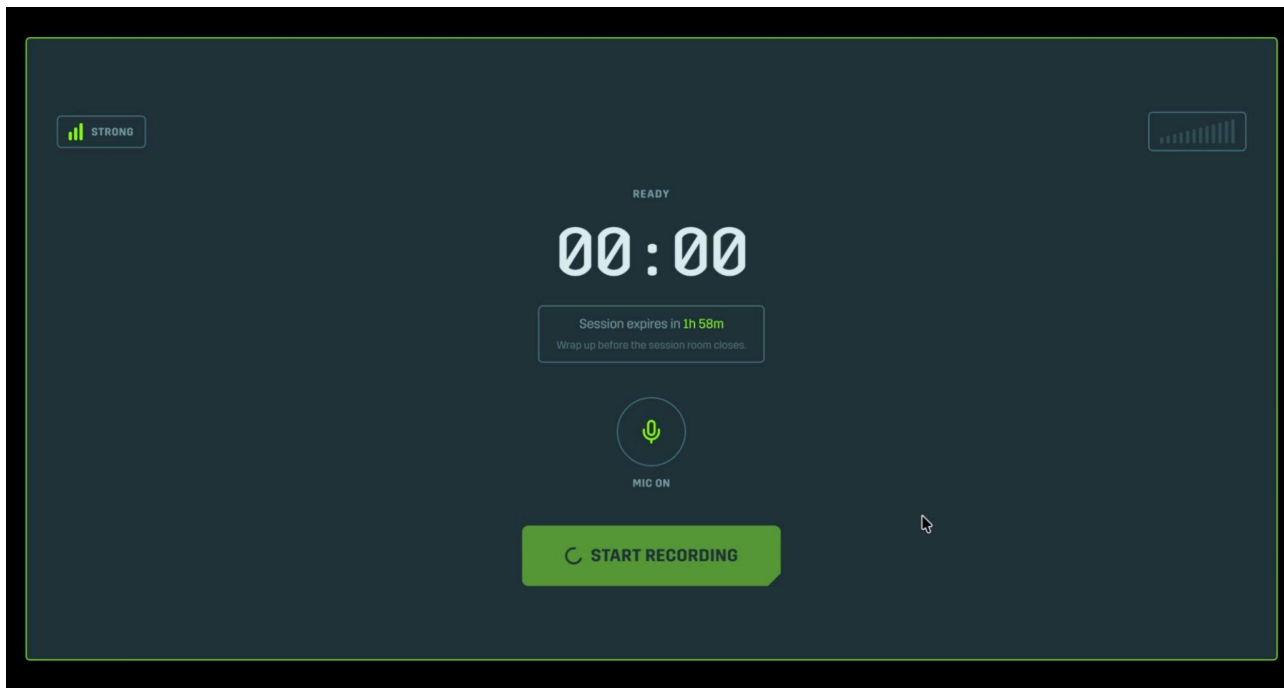 STRONG
READY
00:00
Session expires in 1h 58m
Wrap up before the session room closes.
MIC ON
START RECORDING